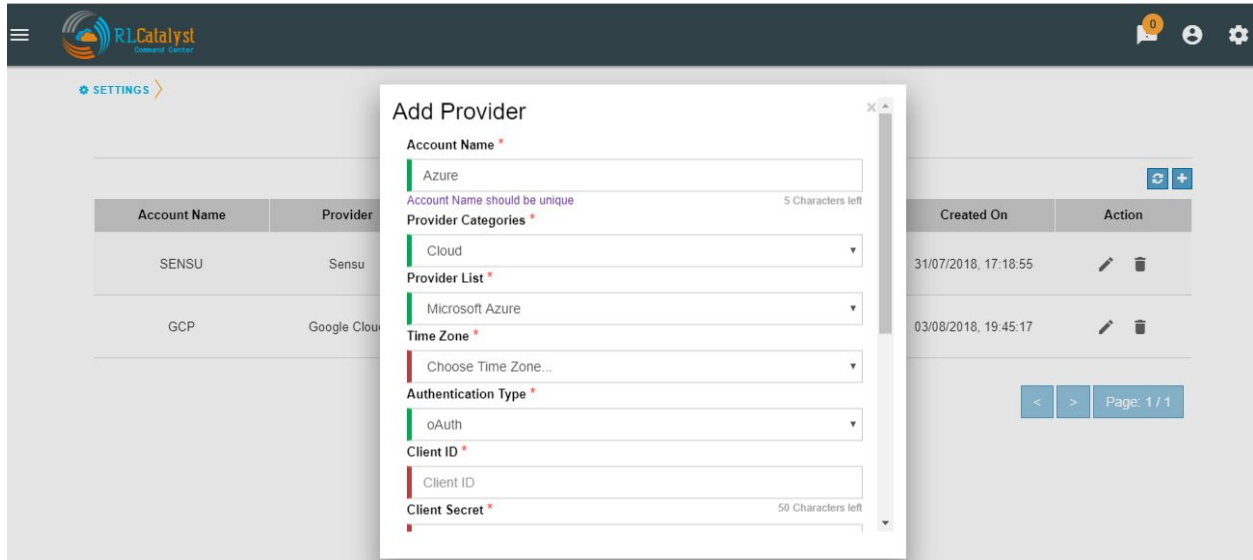 0
RLCatalyst
Command Center
SETTINGS
Add Provider
×
Account Name *
Azure
Account Name should be unique 5 Characters left
Provider Categories *
Cloud
Provider List *
Microsoft Azure
Time Zone *
Choose Time Zone...
Authentication Type *
oAuth
Client ID *
Client ID
Client Secret * 50 Characters left
Account Name Provider Created On Action
SENSU Sensu 31/07/2018, 17:18:55
GCP Google Clou 03/08/2018, 19:45:17
< > Page: 1 / 1